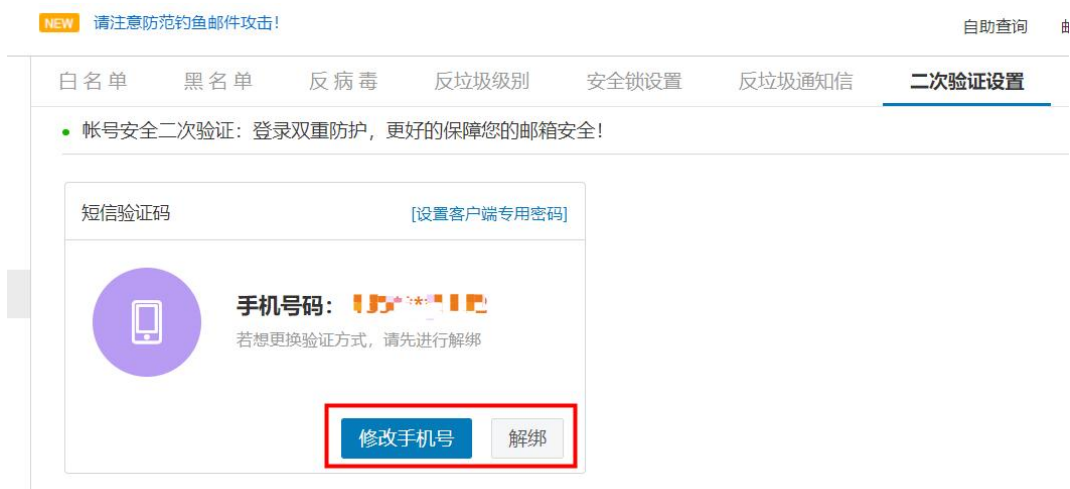 NEW 请注意防范钓鱼邮件攻击!
自助查询
白名单 黑名单 反病毒 反垃圾级别 安全锁设置 反垃圾通知信 二次验证设置
• 帐号安全二次验证：登录双重防护，更好的保障您的邮箱安全!
短信验证码 [设置客户端专用密码]
手机号码：
若想更换验证方式，请先进行解绑
修改手机号 解绑